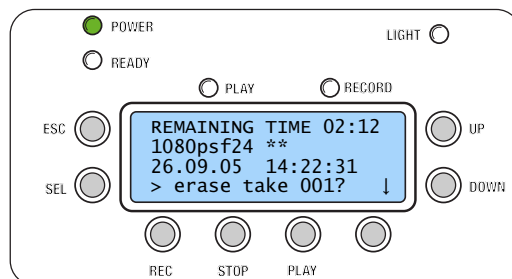 POWER
LIGHT
READY
PLAY
RECORD
ESC
REMAINING TIME 02:12
UP
1080psf24 **
26.09.05 14:22:31
SEL
> erase take 001? ↓
DOWN
REC
STOP
PLAY